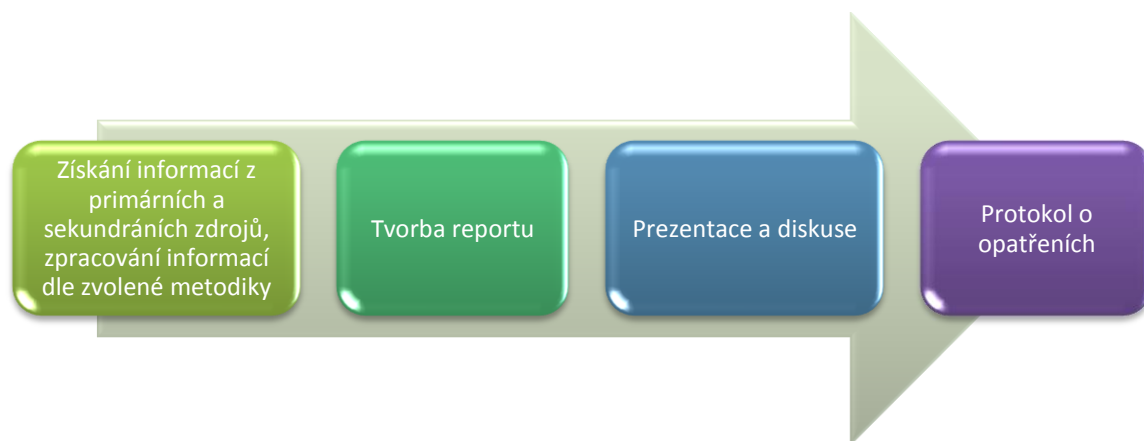 Získání informací z
primárních a
sekundráních zdrojů,
zpracování informací
dle zvolené metodiky
Tvorba reportu
Prezentace a diskuse
Protokol o
opatřeních